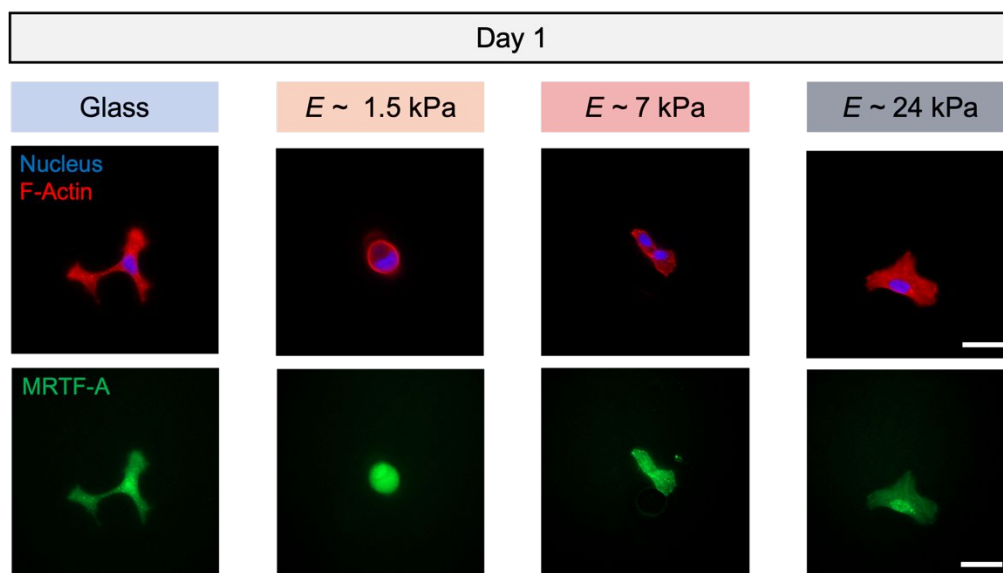 Day 1
Glass
E ~ 1.5 kPa
E ~ 7 kPa
E ~ 24 kPa
Nucleus
F-Actin
MRTF-A